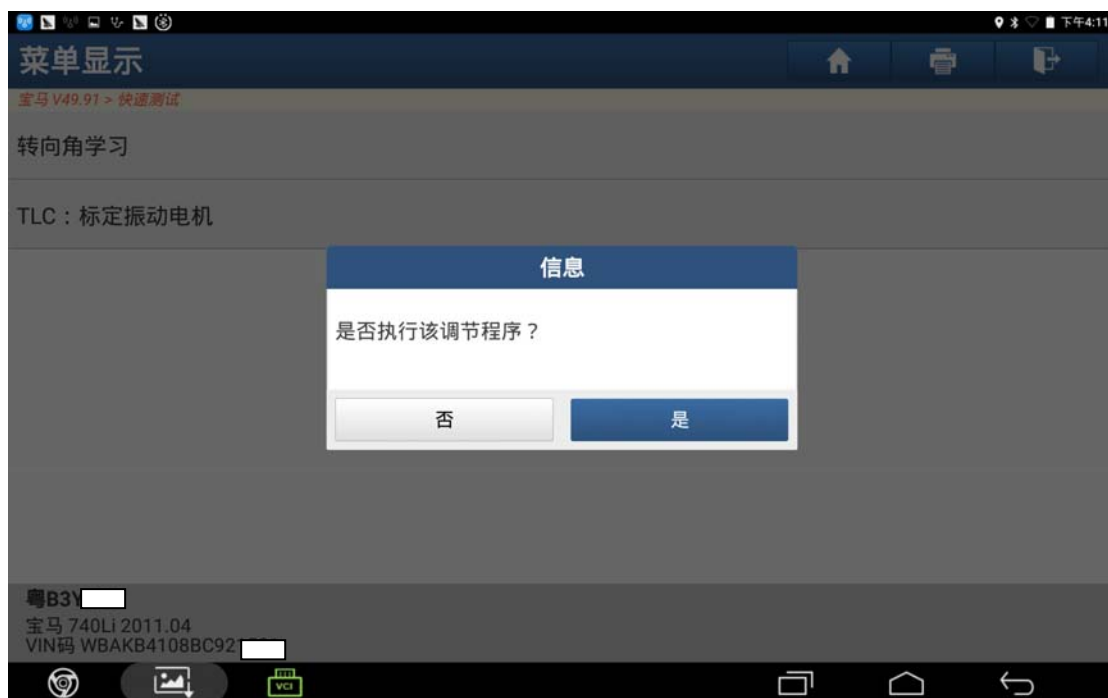 下午4:11
菜单显示
宝马 V49.91 > 快速测试
转向角学习
TLC：标定振动电机
信息
是否执行该调节程序？
否
是
粤B3Y
宝马 740Li 2011.04
VIN码 WBAKB4108BC92
VCI